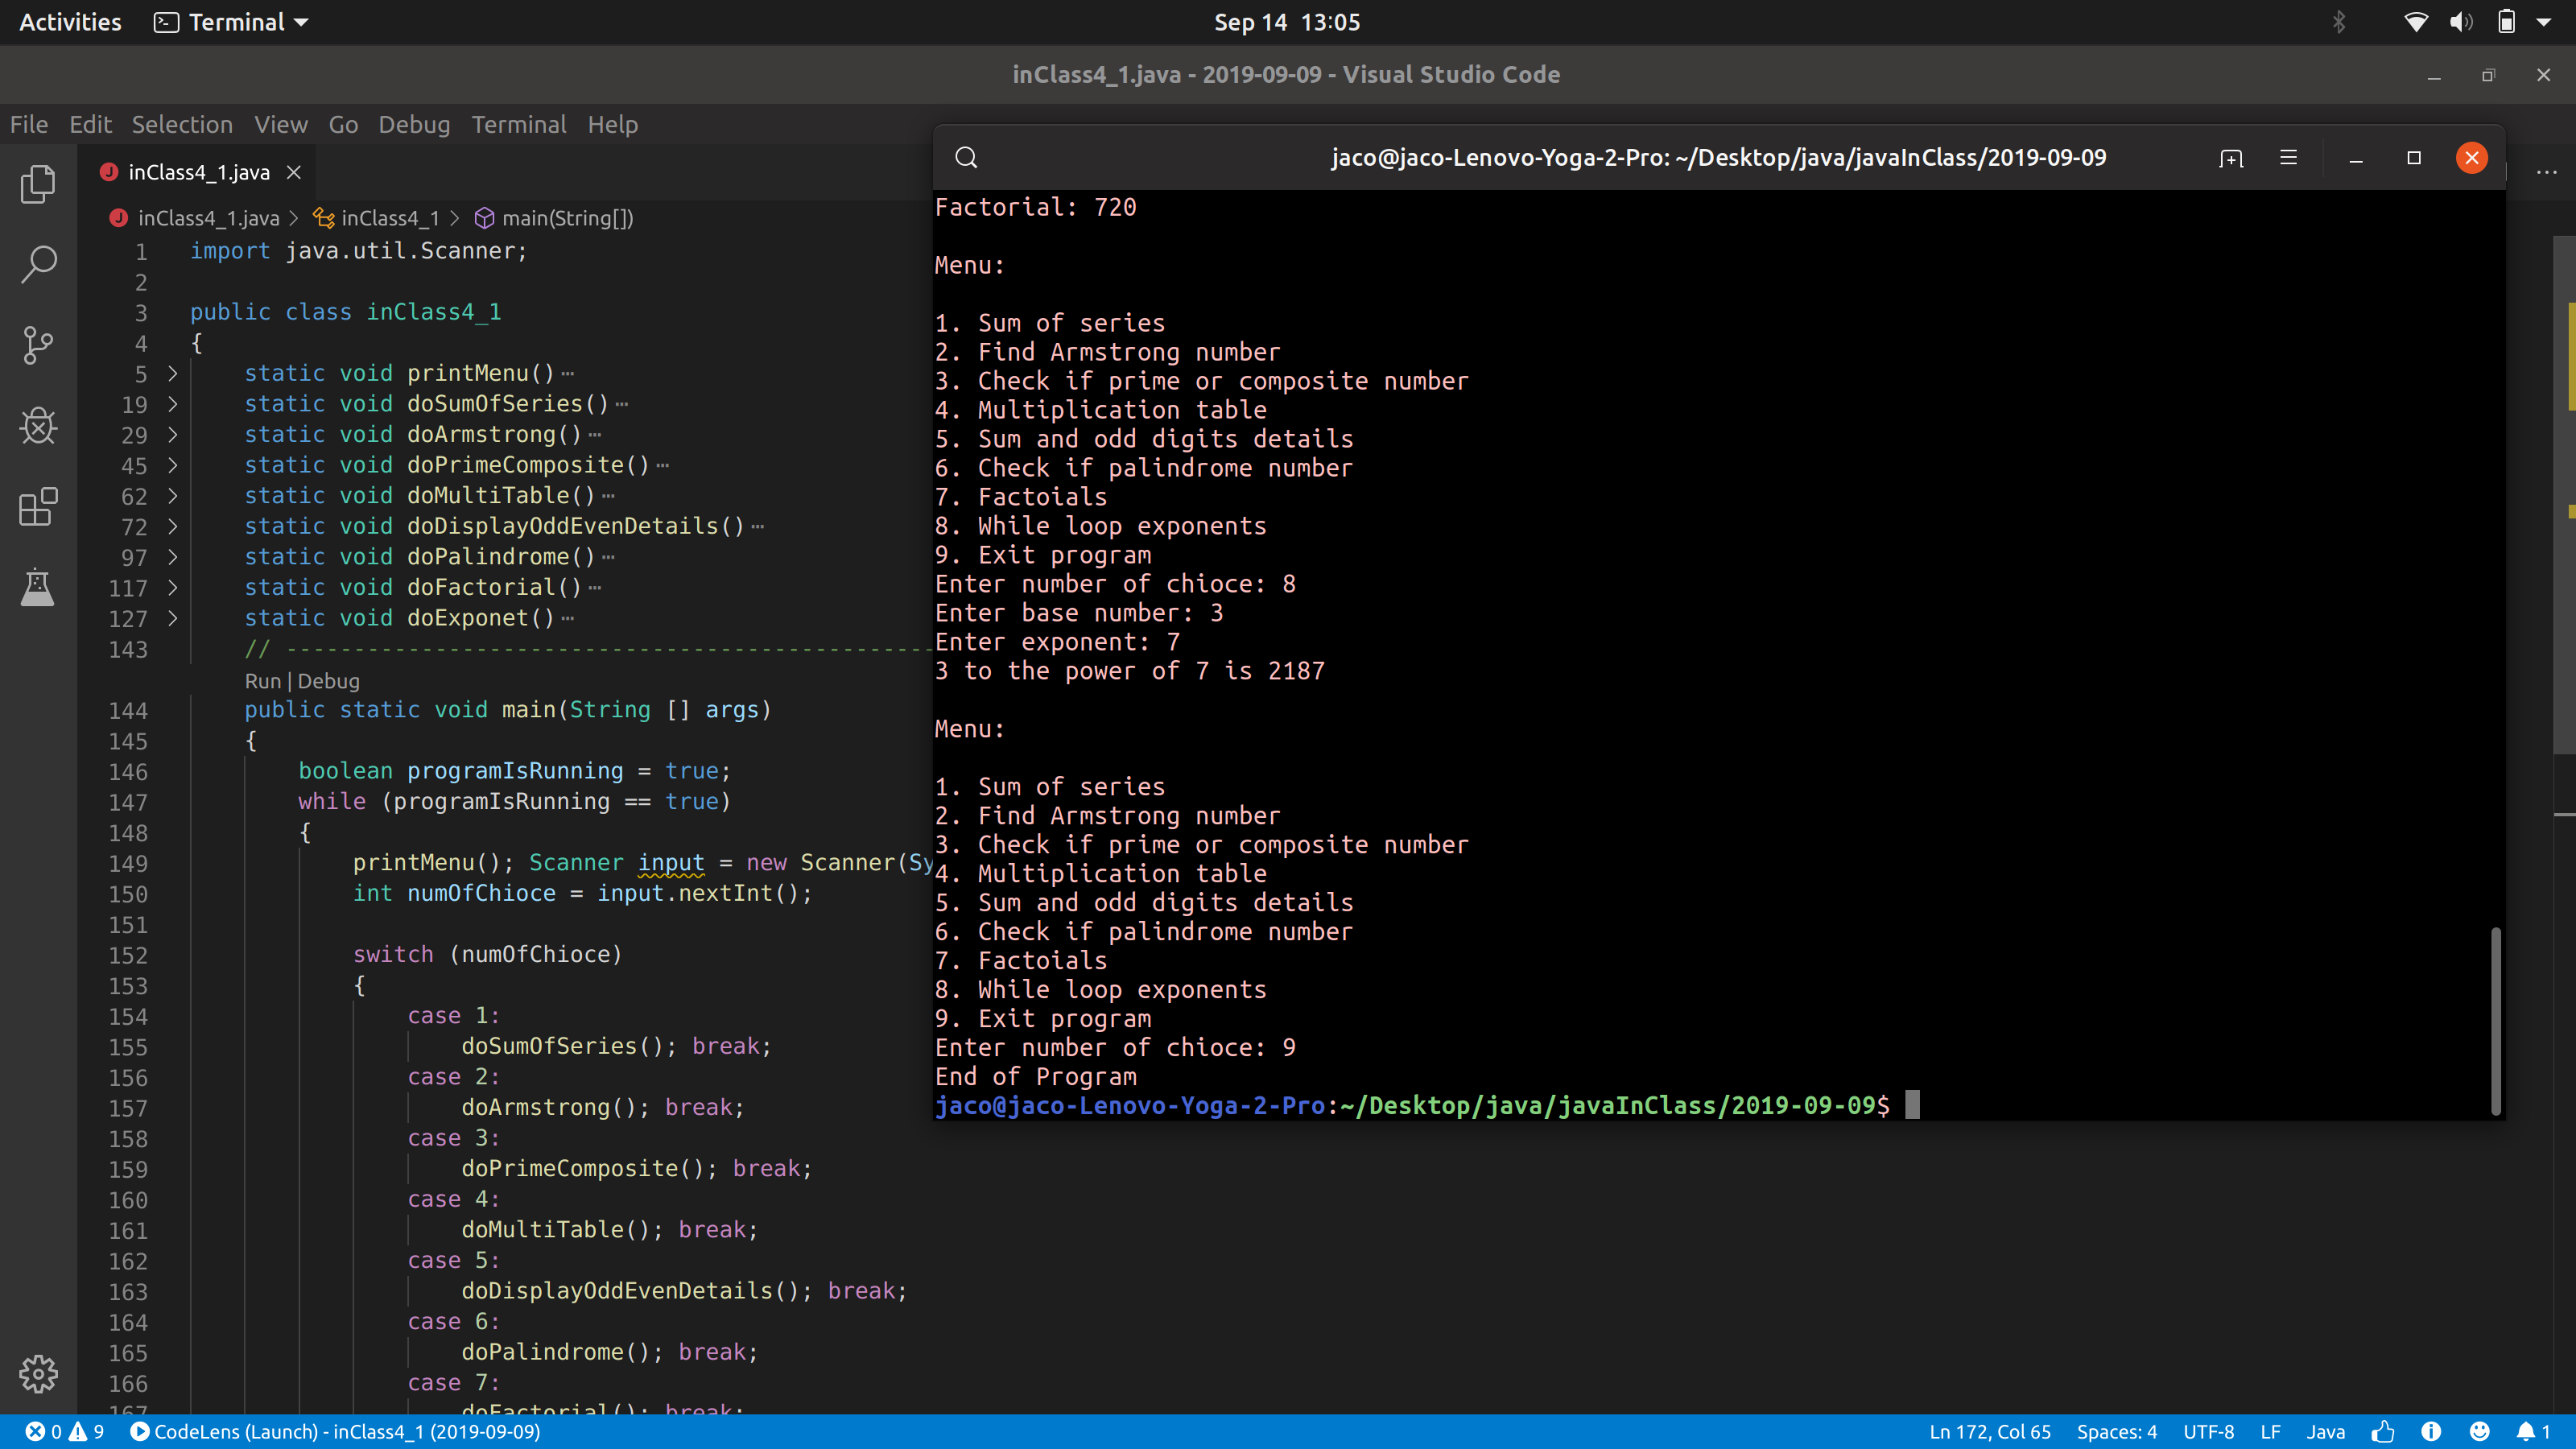 Activities Terminal Sep 14 13:05
inClass4_1.java - 2019-09-09 - Visual Studio Code
File Edit Selection View Go Debug Terminal Help
inClass4_1.java
inClass4_1.java > inClass4_1 > main(String[])
1 import java.util.Scanner;
2
3 public class inClass4_1
4 {
5 > static void printMenu()⋯
19 > static void doSumOfSeries()⋯
29 > static void doArmstrong()⋯
45 > static void doPrimeComposite()⋯
62 > static void doMultiTable()⋯
72 > static void doDisplayOddEvenDetails()⋯
97 > static void doPalindrome()⋯
117 > static void doFactorial()⋯
127 > static void doExponet()⋯
143 // ------------------------------------------------
Run | Debug
144 public static void main(String [] args)
145 {
146 boolean programIsRunning = true;
147 while (programIsRunning == true)
148 {
149 printMenu(); Scanner input = new Scanner(Sy
150 int numOfChioce = input.nextInt();
151
152 switch (numOfChioce)
153 {
154 case 1:
155 doSumOfSeries(); break;
156 case 2:
157 doArmstrong(); break;
158 case 3:
159 doPrimeComposite(); break;
160 case 4:
161 doMultiTable(); break;
162 case 5:
163 doDisplayOddEvenDetails(); break;
164 case 6:
165 doPalindrome(); break;
166 case 7:
167 doFactorial(); break;
jaco@jaco-Lenovo-Yoga-2-Pro: ~/Desktop/java/javaInClass/2019-09-09
Factorial: 720
Menu:
1. Sum of series
2. Find Armstrong number
3. Check if prime or composite number
4. Multiplication table
5. Sum and odd digits details
6. Check if palindrome number
7. Factoials
8. While loop exponents
9. Exit program
Enter number of chioce: 8
Enter base number: 3
Enter exponent: 7
3 to the power of 7 is 2187
Menu:
1. Sum of series
2. Find Armstrong number
3. Check if prime or composite number
4. Multiplication table
5. Sum and odd digits details
6. Check if palindrome number
7. Factoials
8. While loop exponents
9. Exit program
Enter number of chioce: 9
End of Program
jaco@jaco-Lenovo-Yoga-2-Pro:~/Desktop/java/javaInClass/2019-09-09$
0 9 CodeLens (Launch) - inClass4_1 (2019-09-09) Ln 172, Col 65 Spaces: 4 UTF-8 LF Java 1